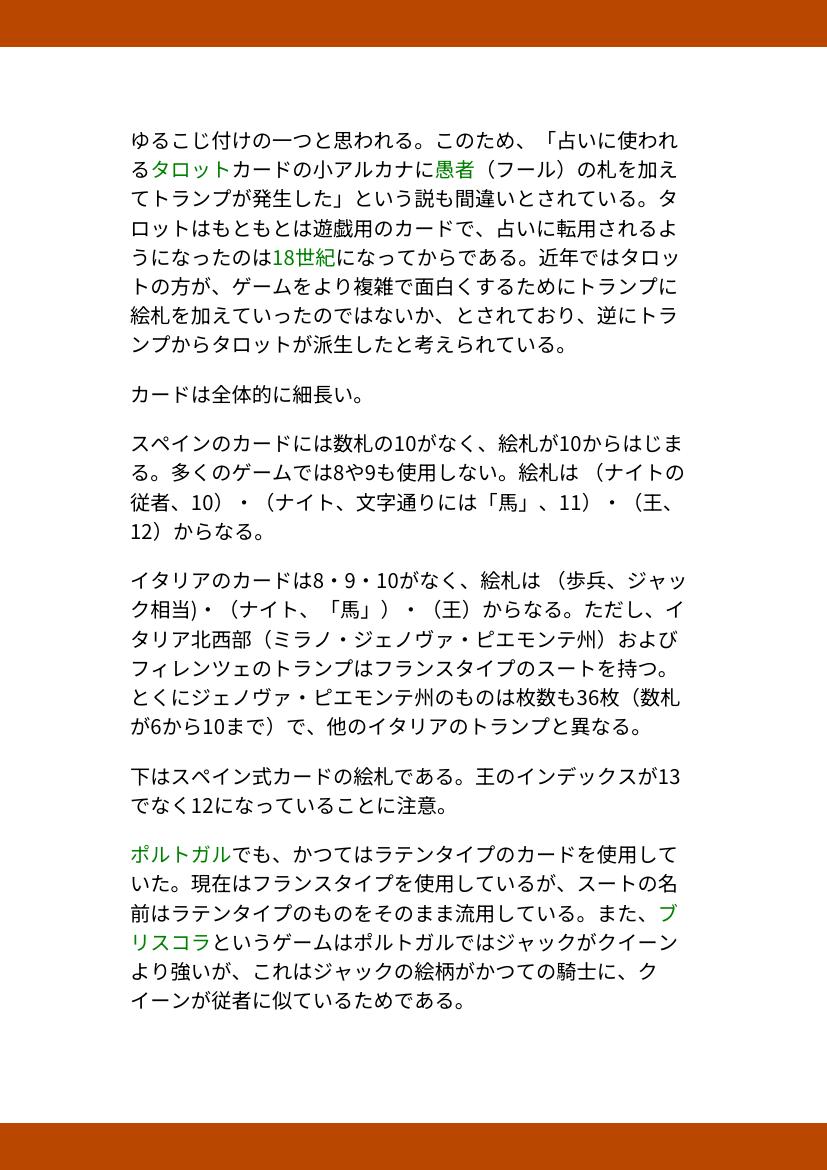 ゆるこじ付けの一つと思われる。このため、「占いに使われ
るタロットカードの小アルカナに愚者（フール）の札を加え
てトランプが発生した」という説も間違いとされている。タ
ロットはもともとは遊戯用のカードで、占いに転用されるよ
うになったのは18世紀になってからである。近年ではタロッ
トの方が、ゲームをより複雑で面白くするためにトランプに
絵札を加えていったのではないか、とされており、逆にトラ
ンプからタロットが派生したと考えられている。
カードは全体的に細長い。
スペインのカードには数札の10がなく、絵札が10からはじま
る。多くのゲームでは8や9も使用しない。絵札は （ナイトの
従者、10）・（ナイト、文字通りには「馬」、11）・（王、
12）からなる。
イタリアのカードは8・9・10がなく、絵札は （歩兵、ジャッ
ク相当)・（ナイト、「馬」）・（王）からなる。ただし、イ
タリア北西部（ミラノ・ジェノヴァ・ピエモンテ州）および
フィレンツェのトランプはフランスタイプのスートを持つ。
とくにジェノヴァ・ピエモンテ州のものは枚数も36枚（数札
が6から10まで）で、他のイタリアのトランプと異なる。
下はスペイン式カードの絵札である。王のインデックスが13
でなく12になっていることに注意。
ポルトガルでも、かつてはラテンタイプのカードを使用して
いた。現在はフランスタイプを使用しているが、スートの名
前はラテンタイプのものをそのまま流用している。また、ブ
リスコラというゲームはポルトガルではジャックがクイーン
より強いが、これはジャックの絵柄がかつての騎士に、ク
イーンが従者に似ているためである。